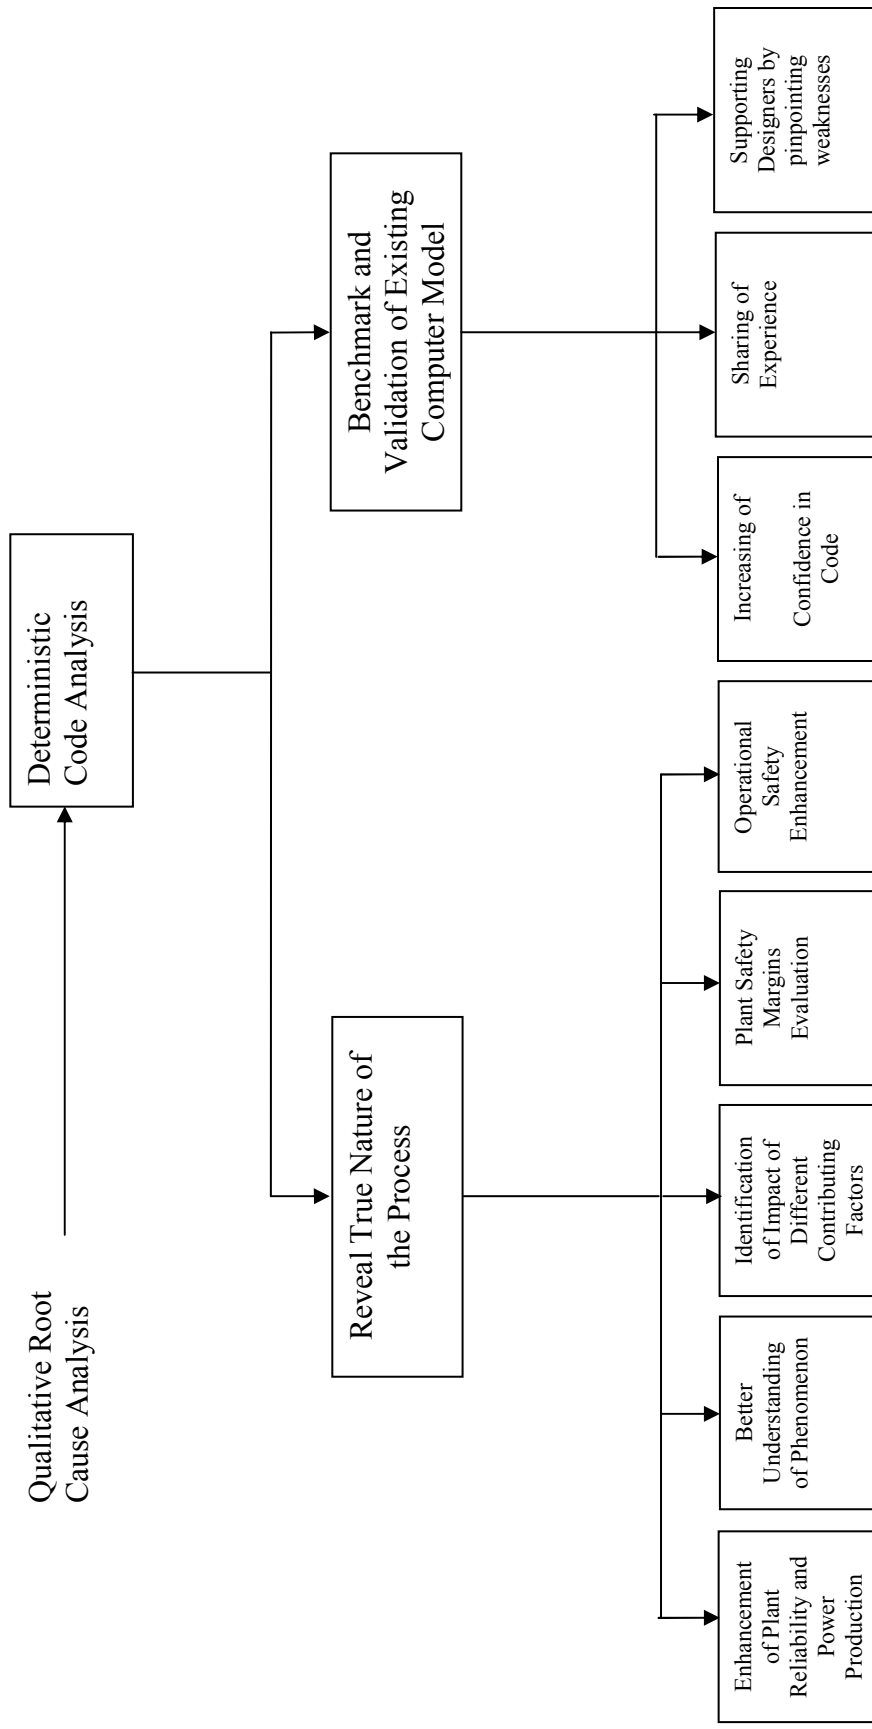 Qualitative Root
Cause Analysis
Deterministic
Code Analysis
Reveal True Nature of
the Process
Benchmark and
Validation of Existing
Computer Model
Enhancement
of Plant
Reliability and
Power
Production
Better
Understanding
of Phenomenon
Identification
of Impact of
Different
Contributing
Factors
Plant Safety
Margins
Evaluation
Operational
Safety
Enhancement
Increasing of
Confidence in
Code
Sharing of
Experience
Supporting
Designers by
pinpointing
weaknesses